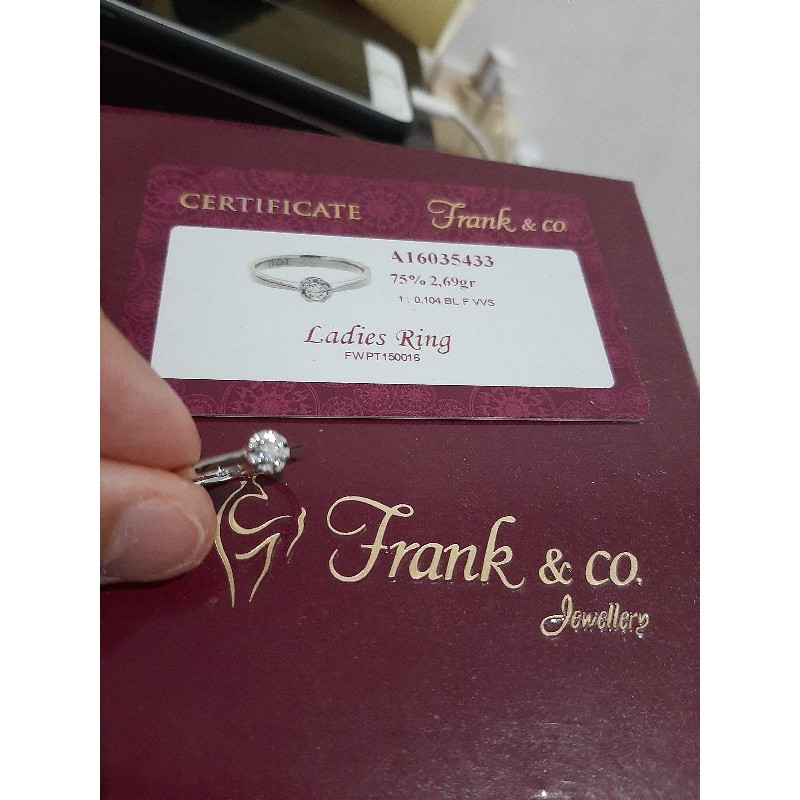 CERTIFICATE
Frank & co.
A16035433
75% 2,69gr
1 : 0,104 BL F VVS
Ladies Ring
FWPT150016
Frank & co.
Jewellery